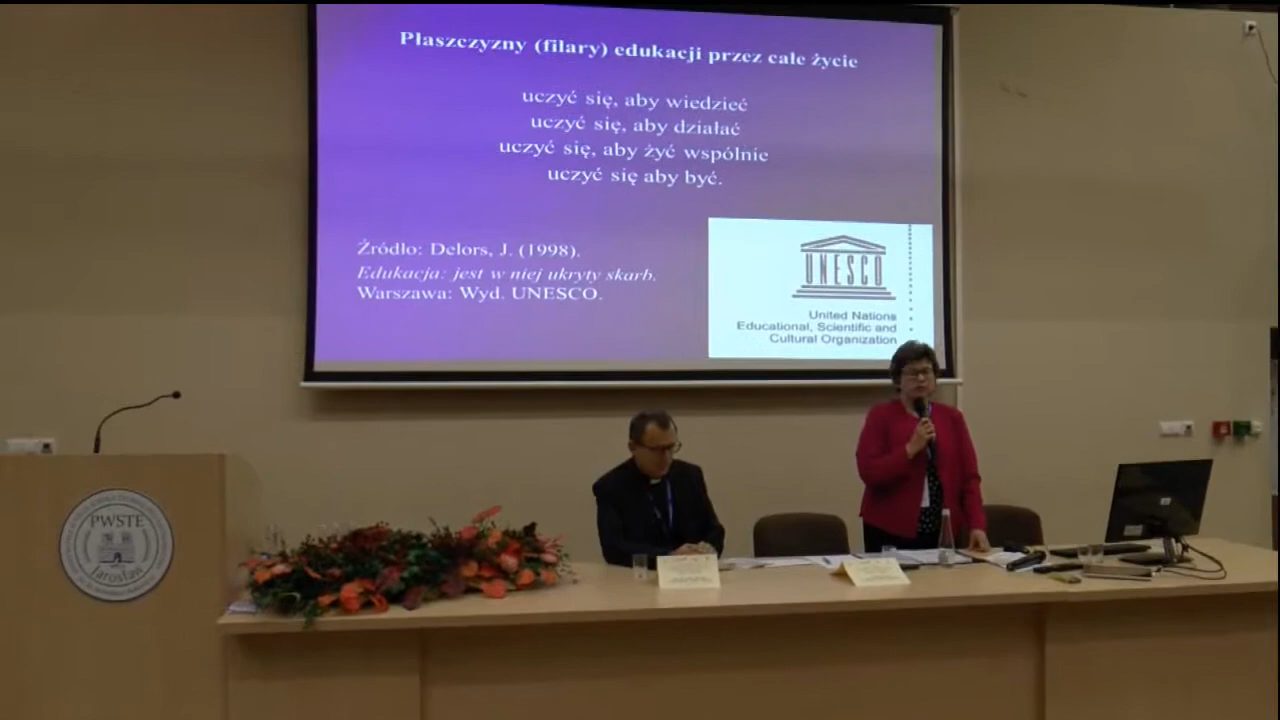 Płaszczyzny (filary) edukacji przez całe życie
uczyć się, aby wiedzieć
uczyć się, aby działać
uczyć się, aby żyć wspólnie
uczyć się aby być.
Źródło: Delors, J. (1998).
Edukacja: jest w niej ukryty skarb.
Warszawa: Wyd. UNESCO.
UNESCO
United Nations
Educational, Scientific and
Cultural Organization
PWSTE
Jarosław